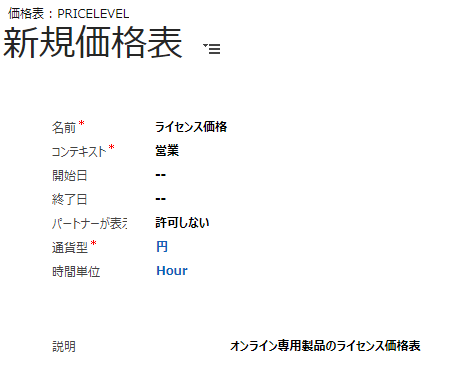 価格表 : PRICELEVEL
新規価格表
名前* ライセンス価格
コンテキスト* 営業
開始日 --
終了日 --
パートナーが表示 許可しない
通貨型* 円
時間単位 Hour
説明 オンライン専用製品のライセンス価格表